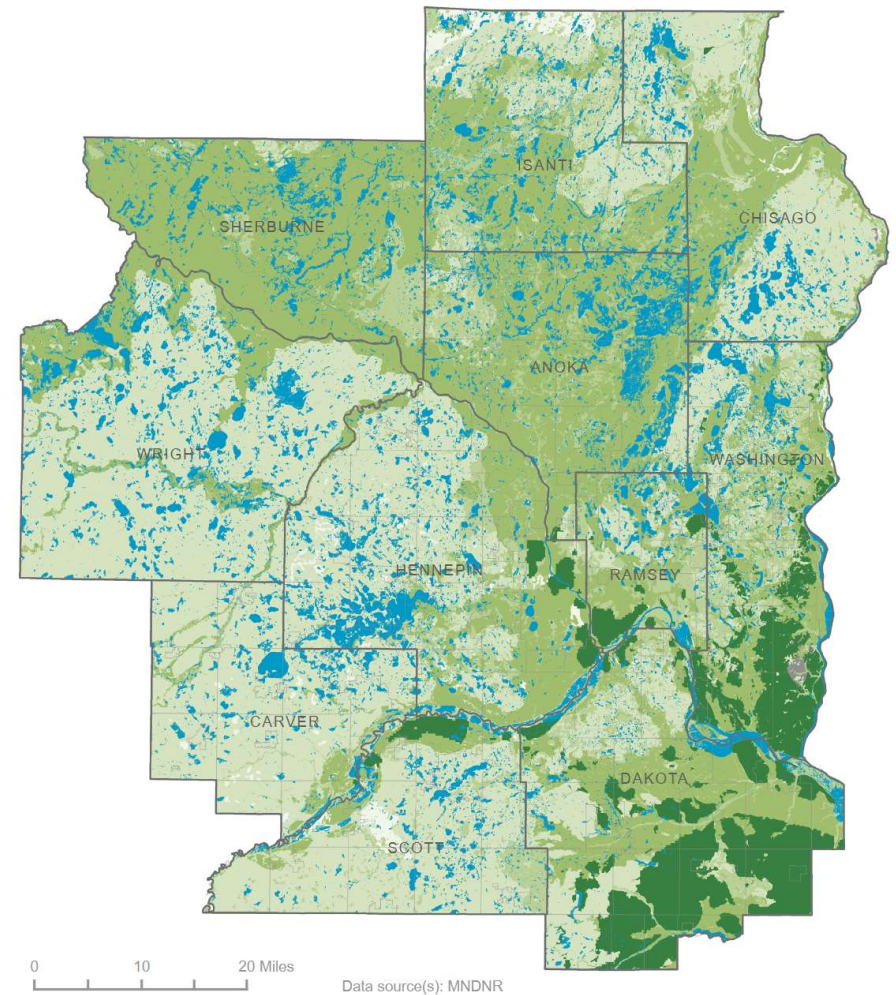 ISANTI
CHISAGO
SHERBURNE
ANOKA
WRIGHT
WASHINGTON
HENNEPIN
RAMSEY
CARVER
DAKOTA
SCOTT
0 10 20 Miles
Data source(s): MNDNR